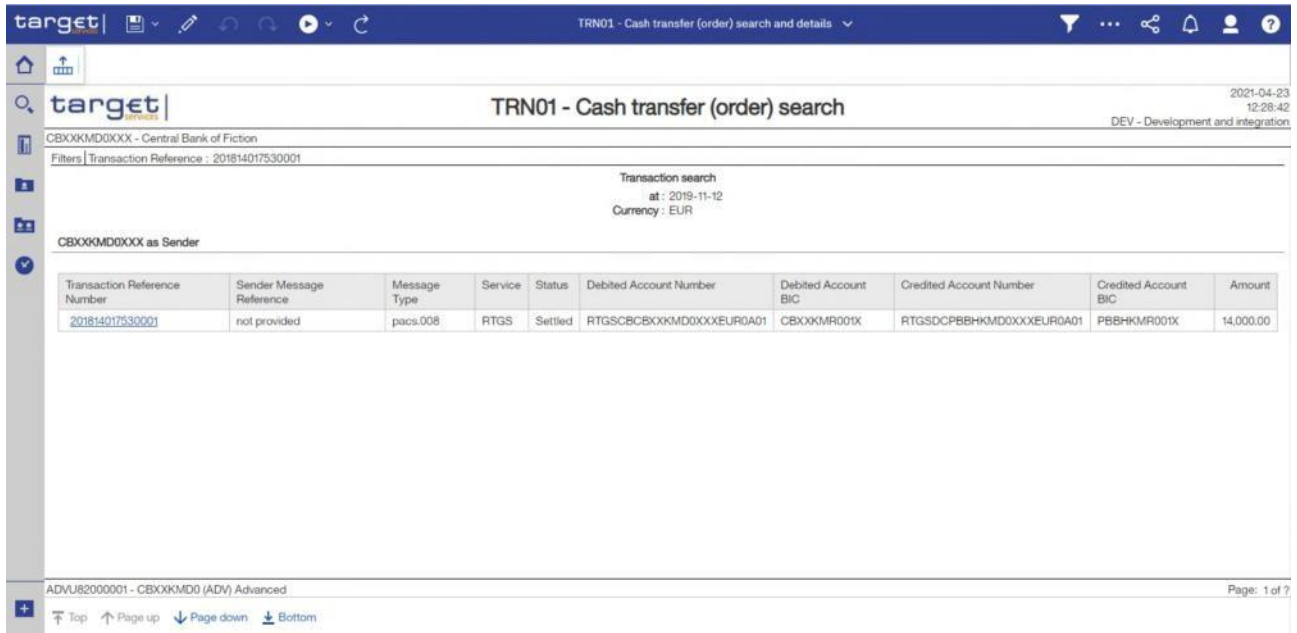 target| TRN01 - Cash transfer (order) search and details
services
target|
services
TRN01 - Cash transfer (order) search
2021-04-23
12:28:42
DEV - Development and integration
CBXXKMD0XXX - Central Bank of Fiction
Filters | Transaction Reference : 201814017530001
Transaction search
at : 2019-11-12
Currency : EUR
CBXXKMD0XXX as Sender
Transaction Reference Number Sender Message Reference Message Type Service Status Debited Account Number Debited Account BIC Credited Account Number Credited Account BIC Amount
201814017530001 not provided pacs.008 RTGS Settled RTGSCBCBXXKMD0XXXEUR0A01 CBXXKMR001X RTGSDCPBBHKMD0XXXEUR0A01 PBBHKMR001X 14,000.00
ADVU82000001 - CBXXKMD0 (ADV) Advanced Page: 1 of ?
Top Page up Page down Bottom